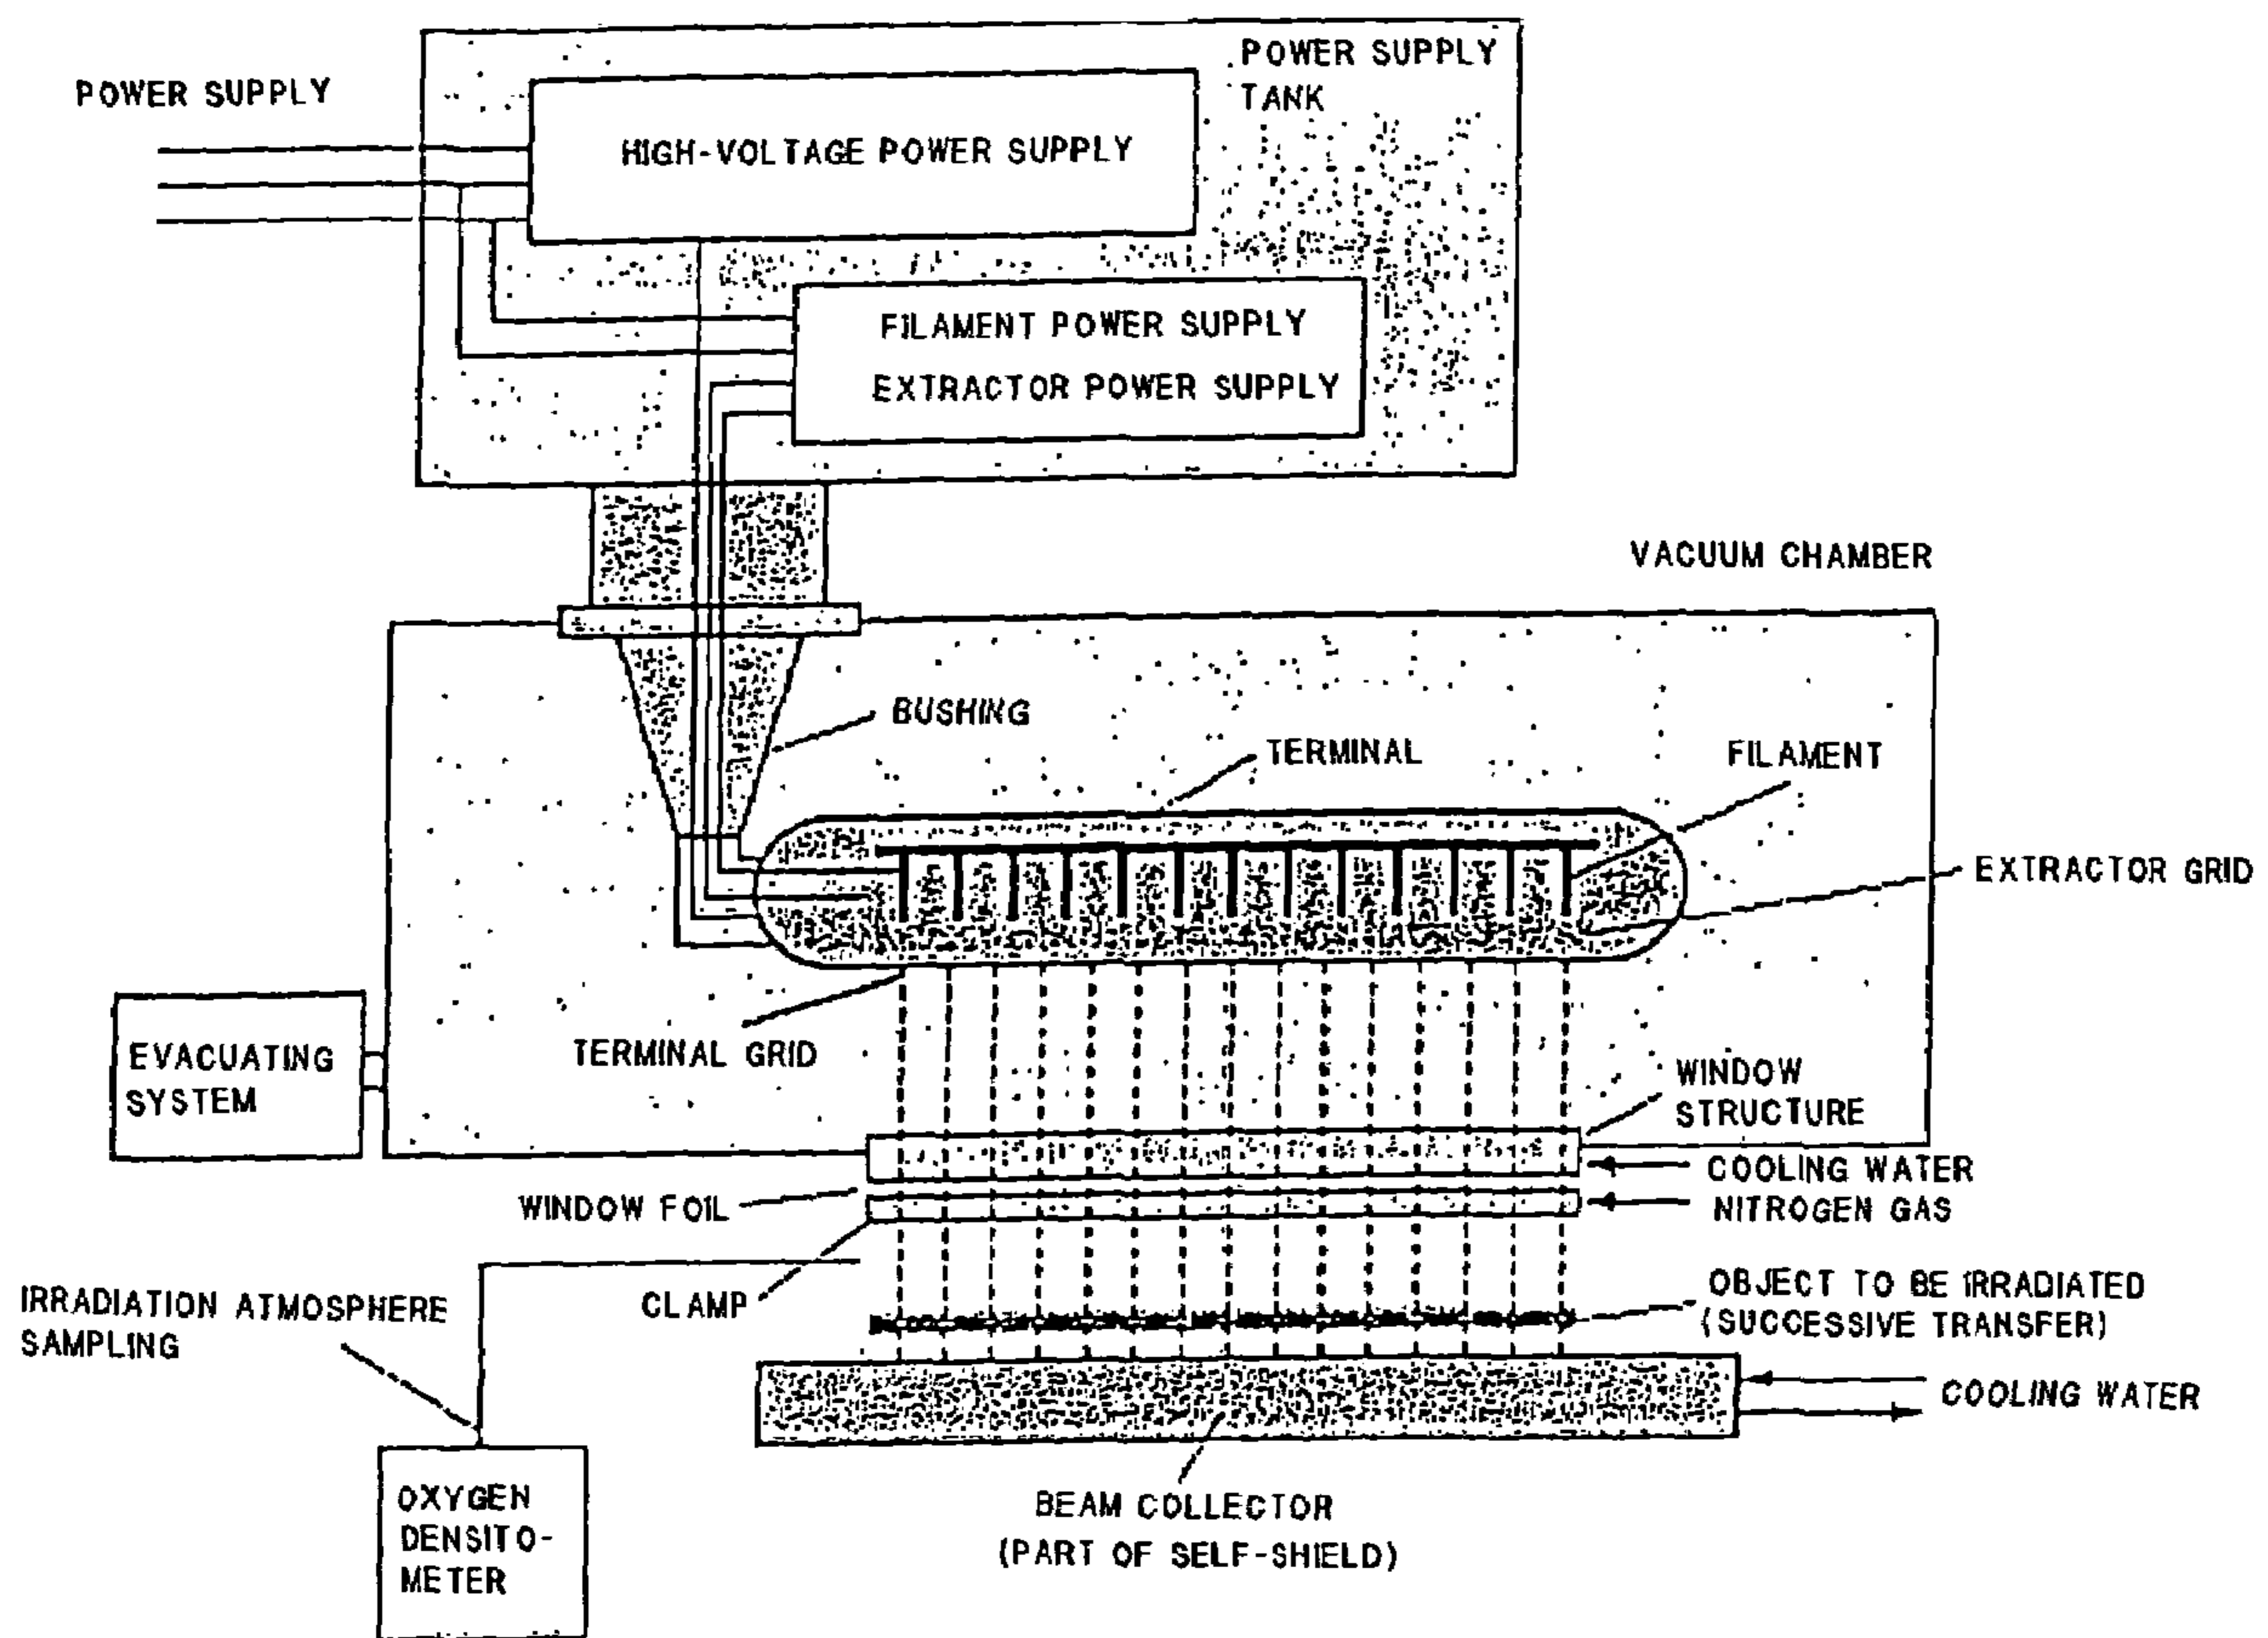 POWER SUPPLY
POWER SUPPLY
TANK
HIGH-VOLTAGE POWER SUPPLY
FILAMENT POWER SUPPLY
EXTRACTOR POWER SUPPLY
VACUUM CHAMBER
BUSHING
TERMINAL
FILAMENT
EXTRACTOR GRID
TERMINAL GRID
EVACUATING
SYSTEM
WINDOW
STRUCTURE
COOLING WATER
NITROGEN GAS
WINDOW FOIL
CLAMP
OBJECT TO BE IRRADIATED
(SUCCESSIVE TRANSFER)
IRRADIATION ATMOSPHERE
SAMPLING
COOLING WATER
OXYGEN
DENSITO-
METER
BEAM COLLECTOR
(PART OF SELF-SHIELD)